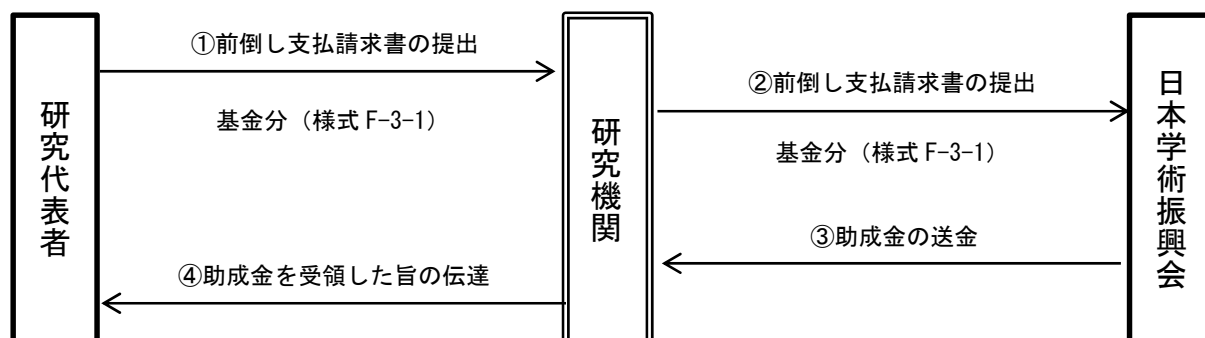 研究代表者
①前倒し支払請求書の提出
基金分（様式 F-3-1）
④助成金を受領した旨の伝達
研究機関
②前倒し支払請求書の提出
基金分（様式 F-3-1）
③助成金の送金
日本学術振興会